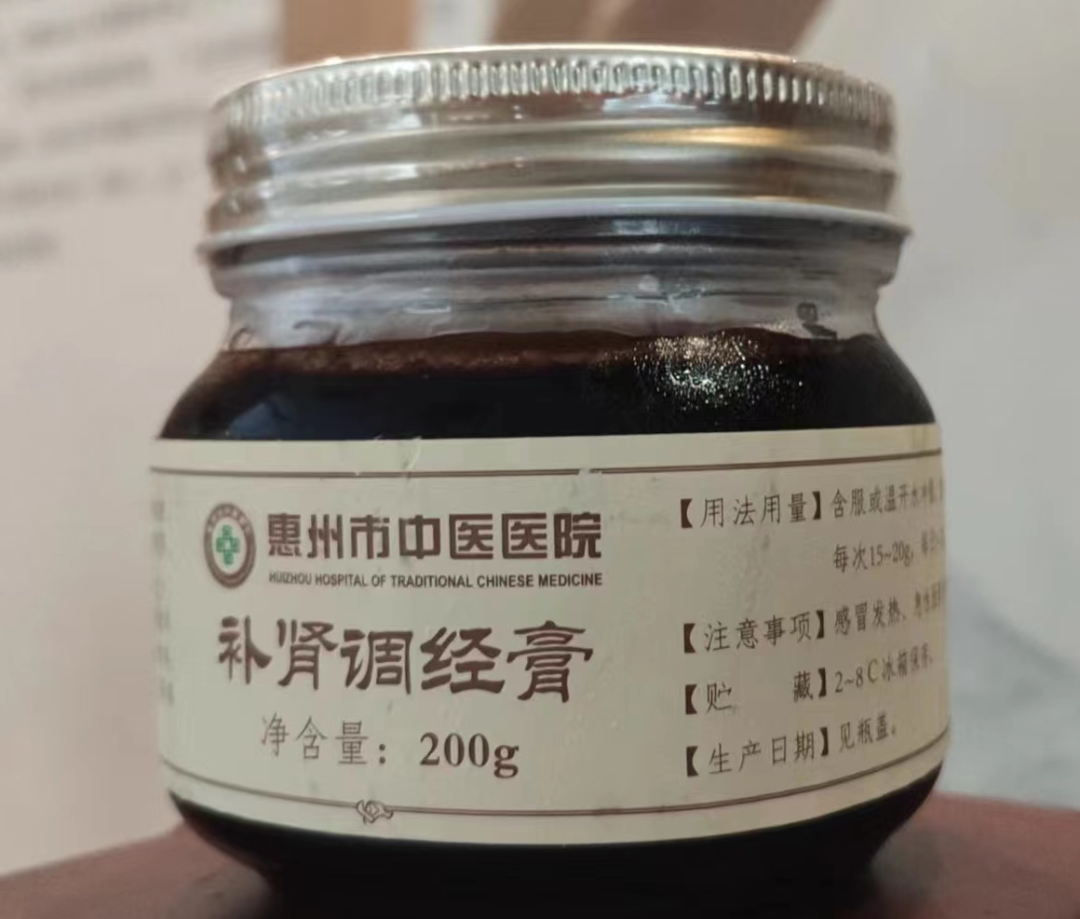 惠州市中医医院
HUIZHOU HOSPITAL OF TRADITIONAL CHINESE MEDICINE
补肾调经膏
净含量：200g
【用法用量】含服或温开水冲
每次15~20g，每
【注意事项】感冒发热、
【贮 藏】2~8℃冰箱保存。
【生产日期】见瓶盖。